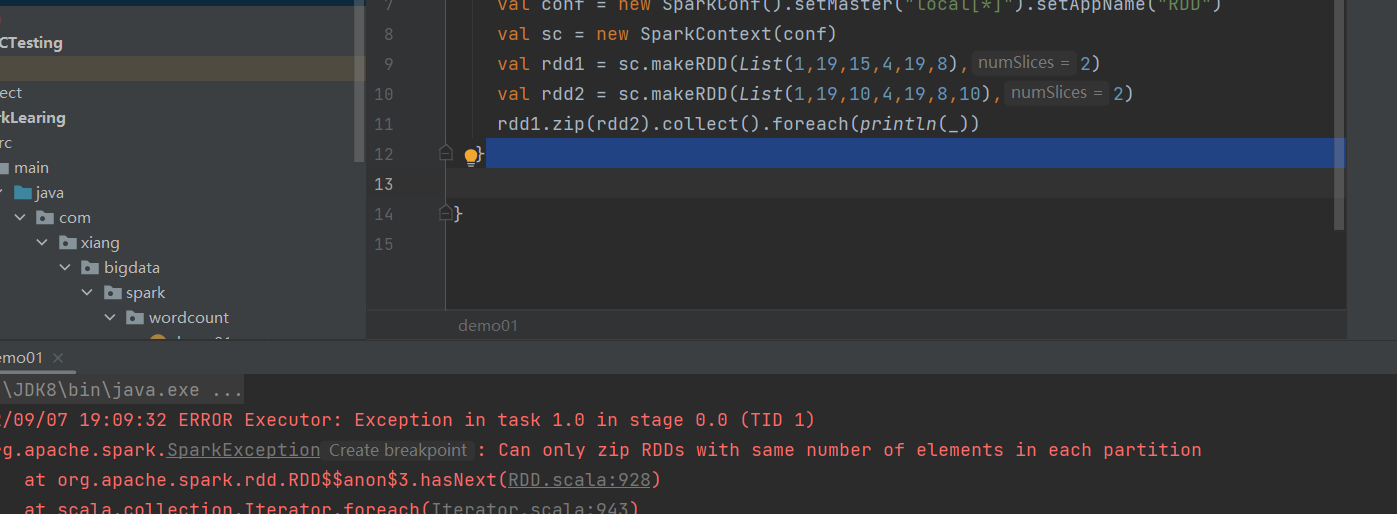 7 val conf = new SparkConf().setMaster("local[*]").setAppName("RDD")
8 val sc = new SparkContext(conf)
9 val rdd1 = sc.makeRDD(List(1,19,15,4,19,8), numSlices = 2)
10 val rdd2 = sc.makeRDD(List(1,19,10,4,19,8,10), numSlices = 2)
11 rdd1.zip(rdd2).collect().foreach(println(_))
12 }
13
14 }
15
demo01
CTesting
ect
rkLearing
rc
main
java
com
xiang
bigdata
spark
wordcount
emo01 ×
\JDK8\bin\java.exe ...
/09/07 19:09:32 ERROR Executor: Exception in task 1.0 in stage 0.0 (TID 1)
rg.apache.spark.SparkException Create breakpoint : Can only zip RDDs with same number of elements in each partition
at org.apache.spark.rdd.RDD$$anon$3.hasNext(RDD.scala:928)
at scala.collection.Iterator.foreach(Iterator.scala:943)